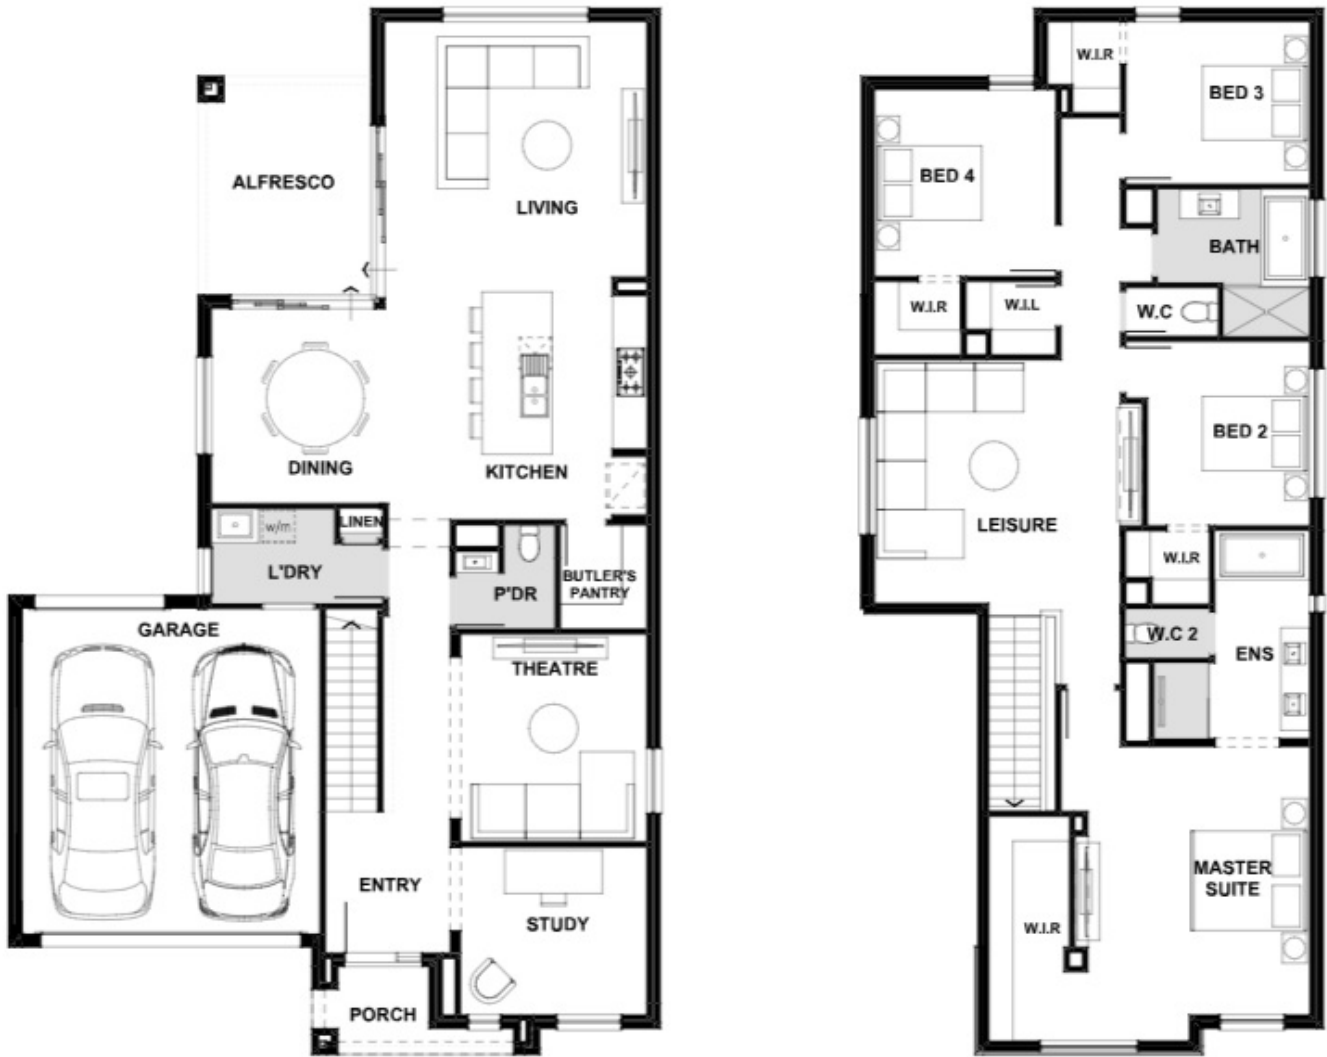 ALFRESCO
LIVING
DINING
KITCHEN
w/m
LINEN
L'DRY
P'DR
BUTLER'S
PANTRY
GARAGE
THEATRE
ENTRY
STUDY
PORCH
W.I.R
BED 3
BED 4
BATH
W.I.R
W.I.L
W.C
BED 2
LEISURE
W.I.R
W.C 2
ENS
MASTER
SUITE
W.I.R